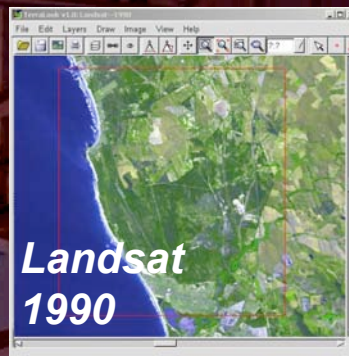 TerraLook v1.0: Landsat--1990
File Edit Layers Draw Image View Help
Landsat
1990